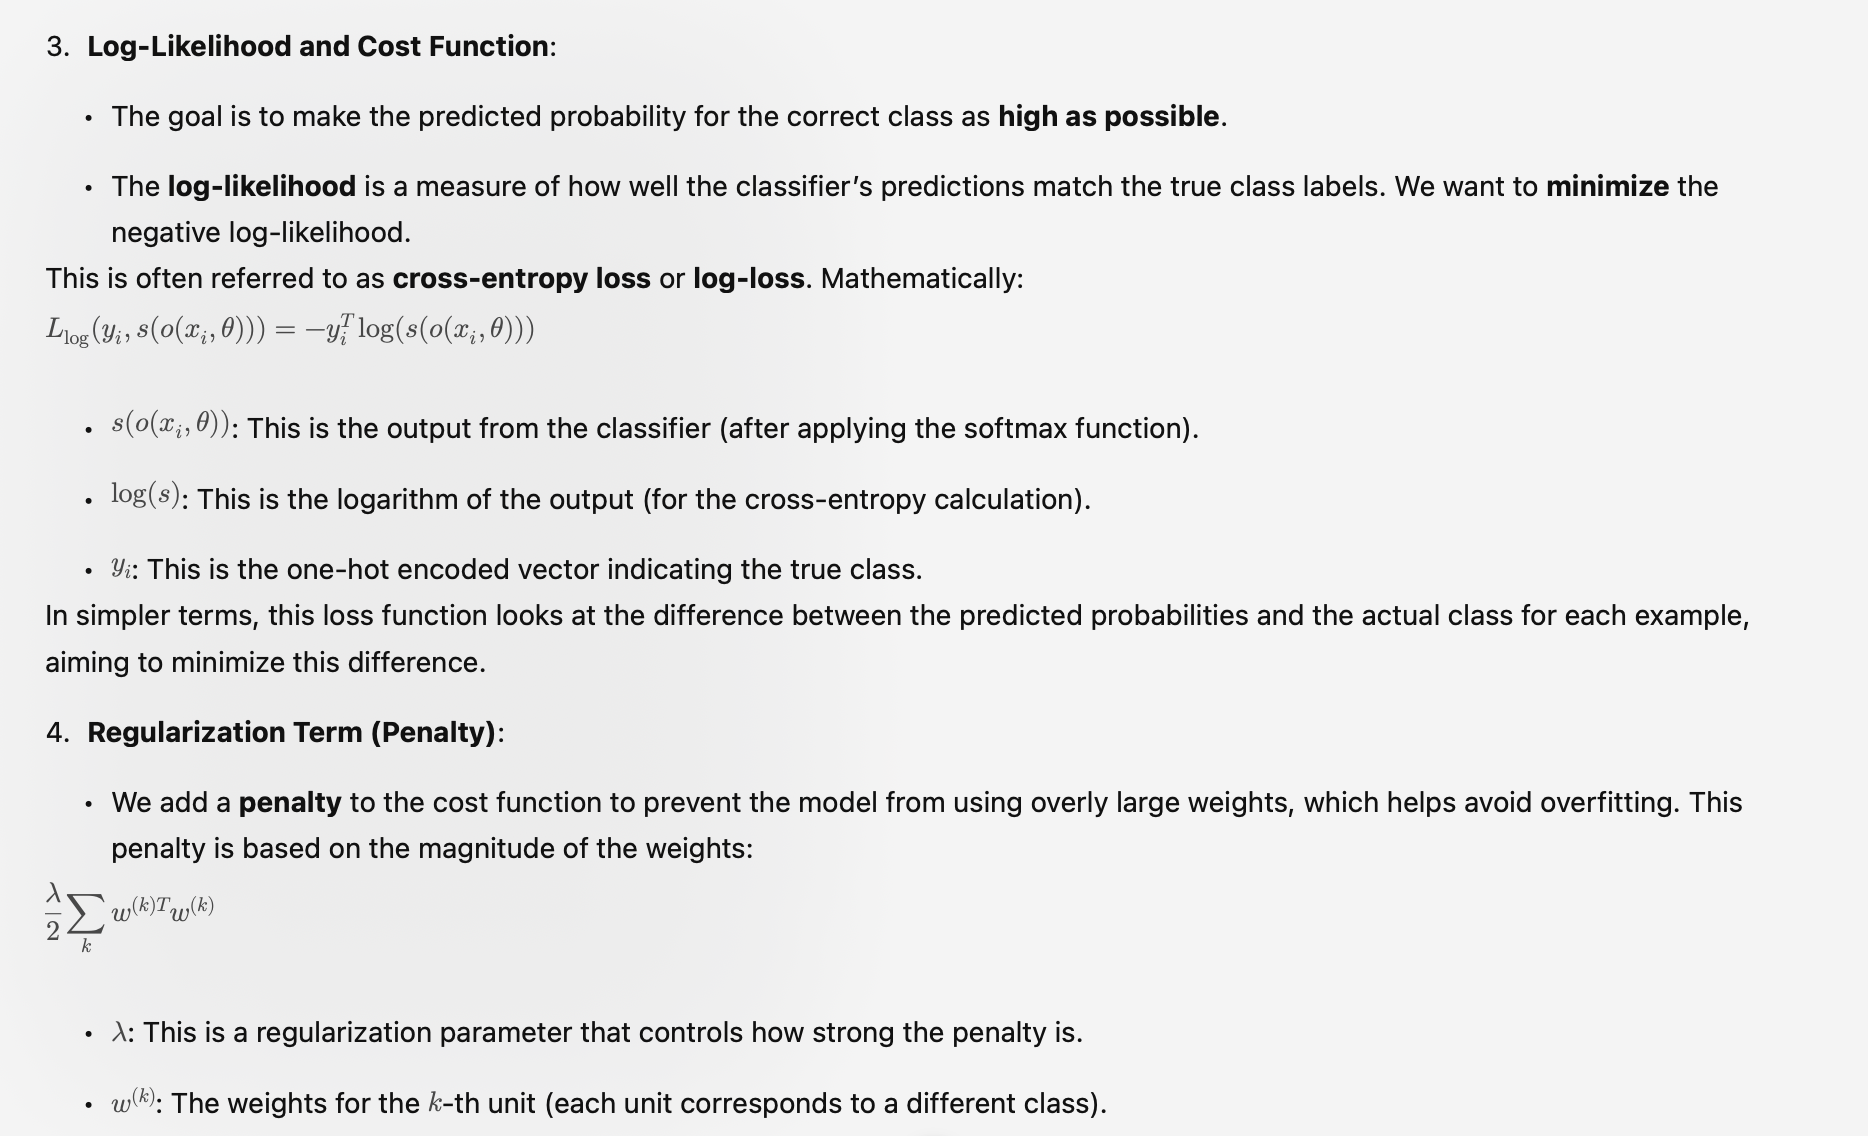 3. Log-Likelihood and Cost Function:
• The goal is to make the predicted probability for the correct class as high as possible.
• The log-likelihood is a measure of how well the classifier’s predictions match the true class labels. We want to minimize the
negative log-likelihood.
This is often referred to as cross-entropy loss or log-loss. Mathematically:
L_log(y_i, s(o(x_i, θ))) = −y_i^T log(s(o(x_i, θ)))
• s(o(x_i, θ)): This is the output from the classifier (after applying the softmax function).
• log(s): This is the logarithm of the output (for the cross-entropy calculation).
• y_i: This is the one-hot encoded vector indicating the true class.
In simpler terms, this loss function looks at the difference between the predicted probabilities and the actual class for each example,
aiming to minimize this difference.
4. Regularization Term (Penalty):
• We add a penalty to the cost function to prevent the model from using overly large weights, which helps avoid overfitting. This
penalty is based on the magnitude of the weights:
λ/2 ∑_k w^(k)T w^(k)
• λ: This is a regularization parameter that controls how strong the penalty is.
• w^(k): The weights for the k-th unit (each unit corresponds to a different class).